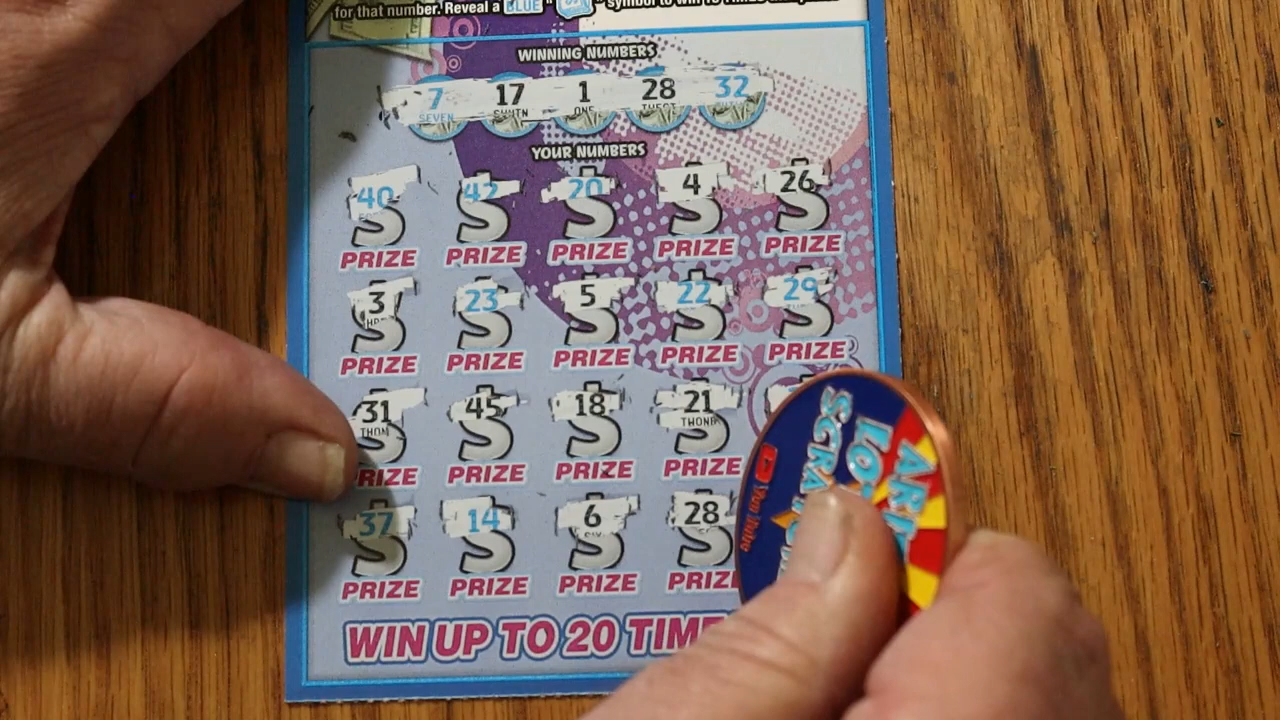 for that number. Reveal a BLUE "
WINNING NUMBERS
7 17 1 28 32
SEVEN ONE
YOUR NUMBERS
40 42 20 4 26
PRIZE PRIZE PRIZE PRIZE PRIZE
3 23 5 22 29
PRIZE PRIZE PRIZE PRIZE PRIZE
31 45 18 21
THON THONE
PRIZE PRIZE PRIZE PRIZE
37 14 6 28
PRIZE PRIZE PRIZE PRIZE
WIN UP TO 20 TIME